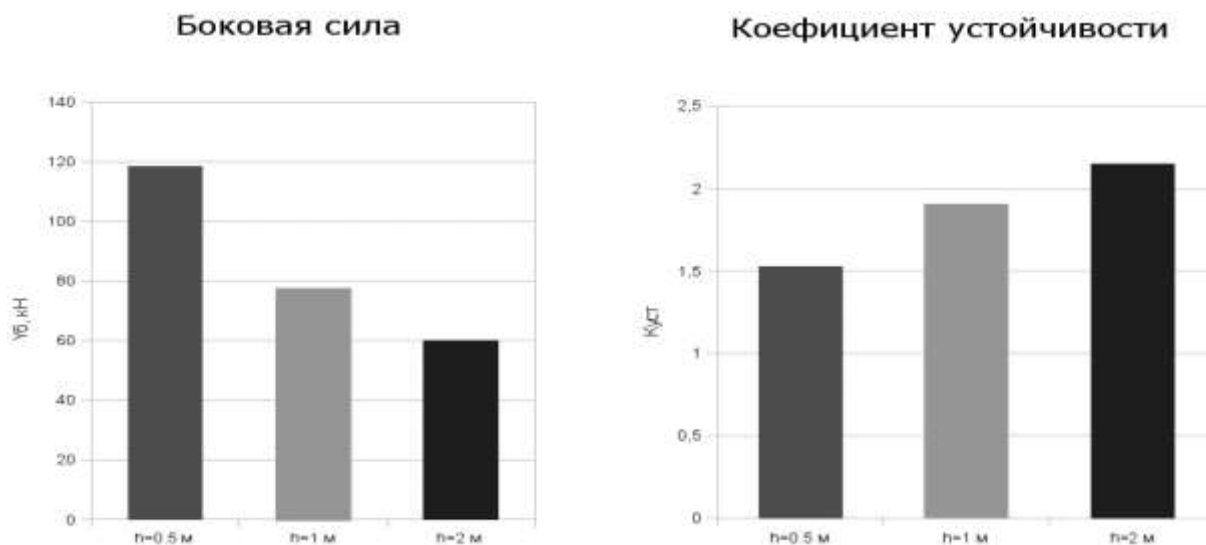 Боковая сила
Коефициент устойчивости
140
120
100
80
60
40
20
0
Yб,кН
h=0.5 м
h=1 м
h=2 м
2,5
2
1,5
1
0,5
0
Куст
h=0.5 м
h=1 м
h=2 м